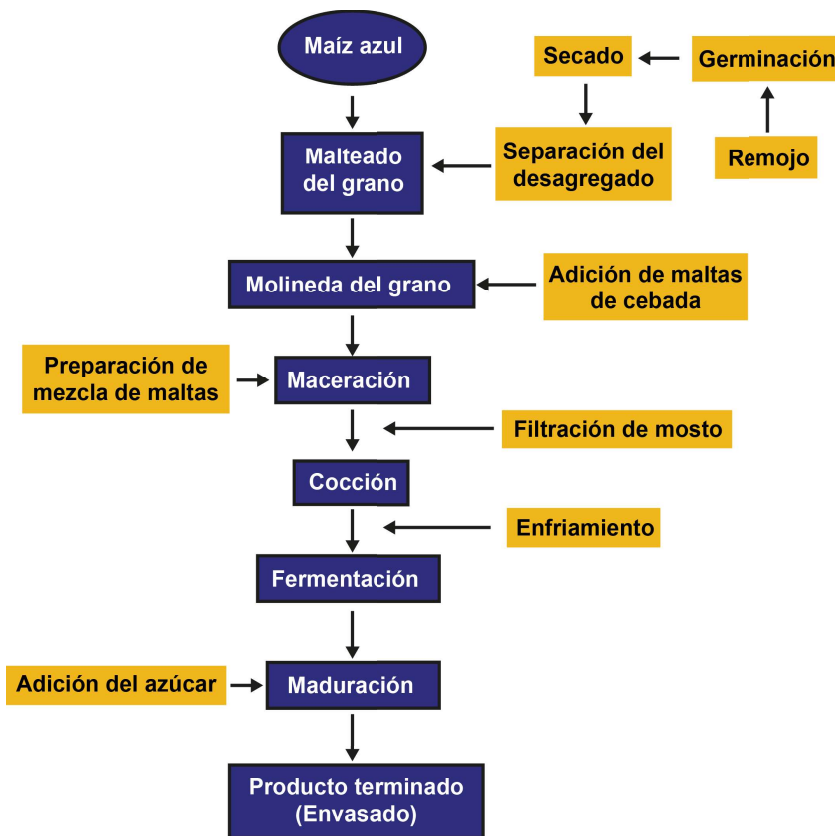 Maíz azul
Secado
Germinación
Malteado
del grano
Separación del
desagregado
Remojo
Molineda del grano
Adición de maltas
de cebada
Preparación de
mezcla de maltas
Maceración
Filtración de mosto
Cocción
Enfriamiento
Fermentación
Adición del azúcar
Maduración
Producto terminado
(Envasado)